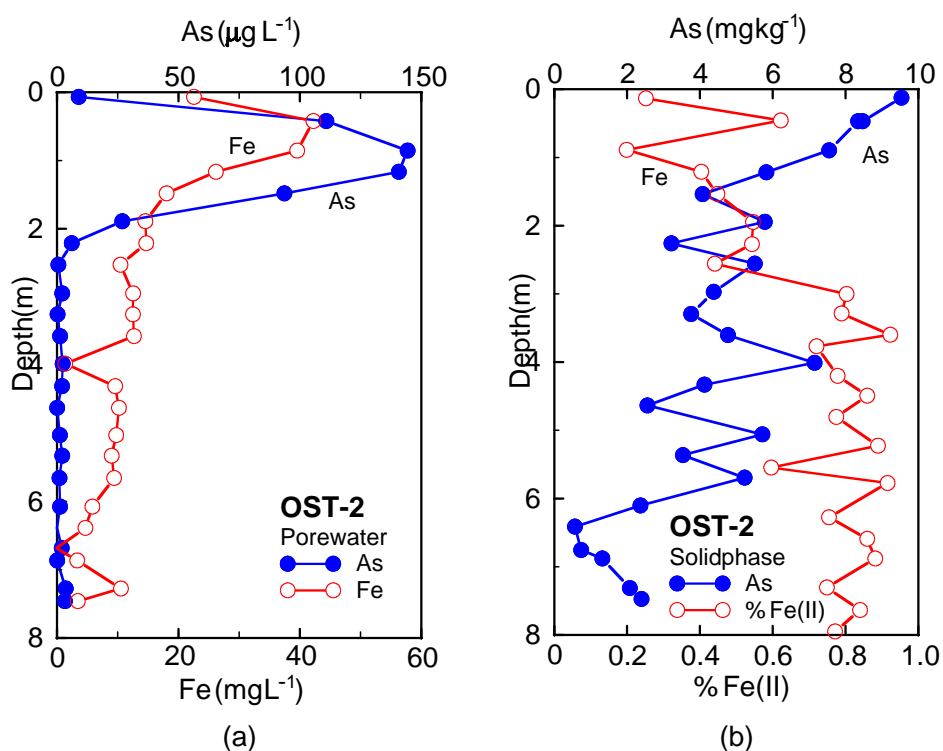 As (μg L⁻¹)
0 50 100 150
0
2
4
6
8
Depth(m)
Fe
As
OST-2
Porewater
As
Fe
0 20 40 60
Fe (mgL⁻¹)
(a)
As(mgkg⁻¹)
0 2 4 6 8 10
0
2
4
6
8
Depth(m)
Fe
As
OST-2
Solidphase
As
% Fe(II)
0 0.2 0.4 0.6 0.8 1.0
% Fe(II)
(b)